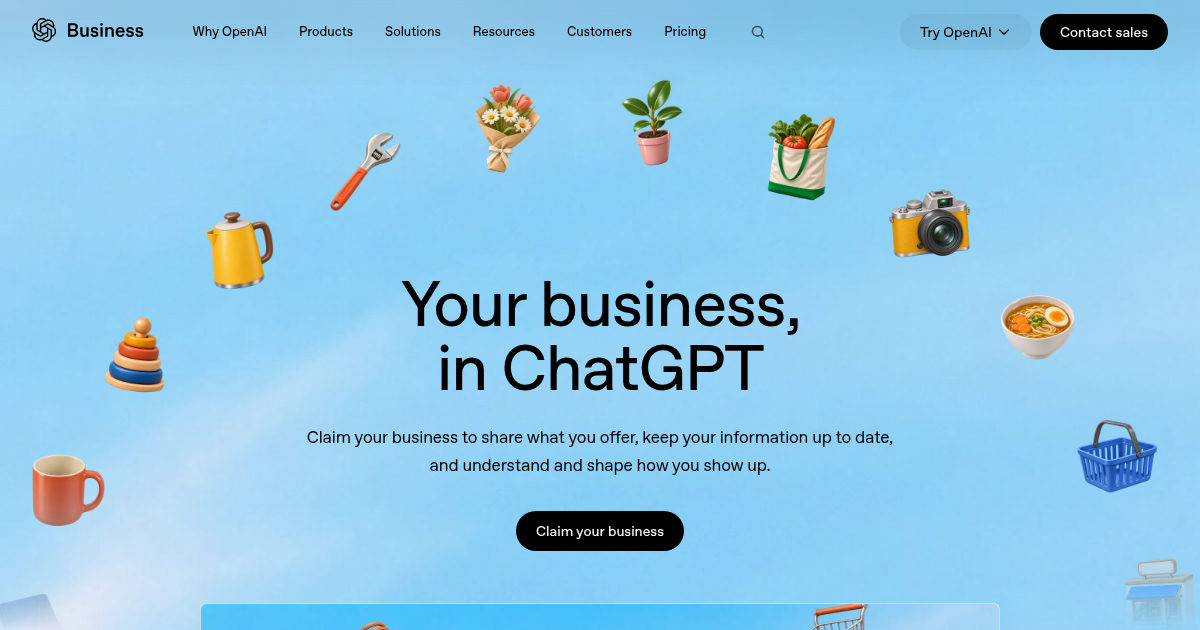 Business
Why OpenAI
Products
Solutions
Resources
Customers
Pricing
Try OpenAI
Contact sales
Your business,
in ChatGPT
Claim your business to share what you offer, keep your information up to date,
and understand and shape how you show up.
Claim your business